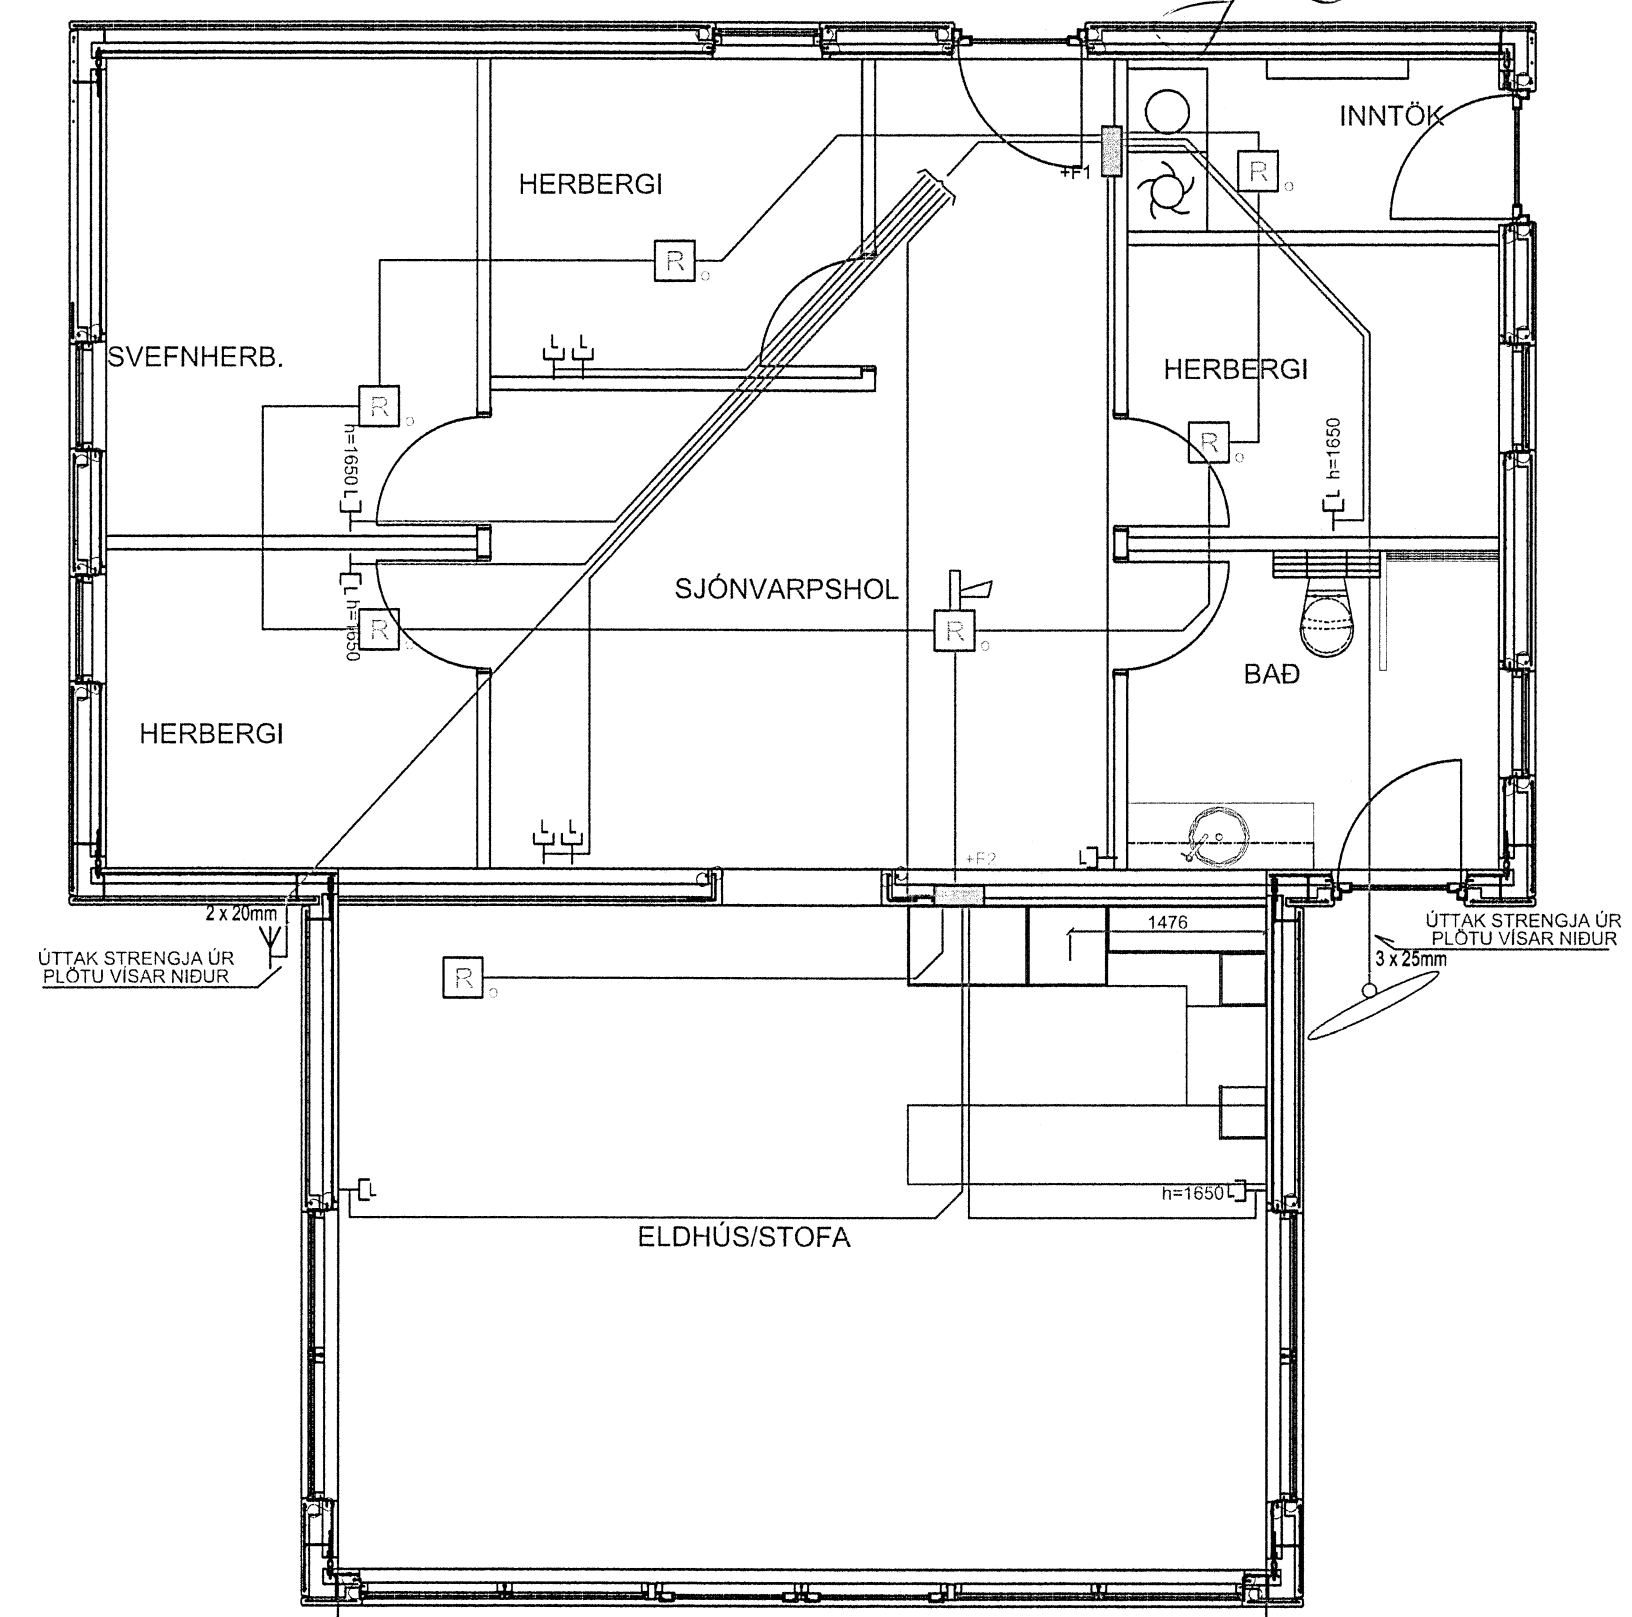 INNTÖK
+F1
R
HERBERGI
R
L L
SVEFNHERB.
HERBERGI
R
R
h=1650
L
L h=1650
L h=1650
SJÓNVARPSHOL
R
R
BAÐ
HERBERGI
L L
L
+F2
2 x 20mm
1476
ÚTTAK STRENGJA ÚR
PLÖTU VÍSAR NIÐUR
ÚTTAK STRENGJA ÚR
PLÖTU VÍSAR NIÐUR
3 x 25mm
R
L
h=1650 L
ELDHÚS/STOFA